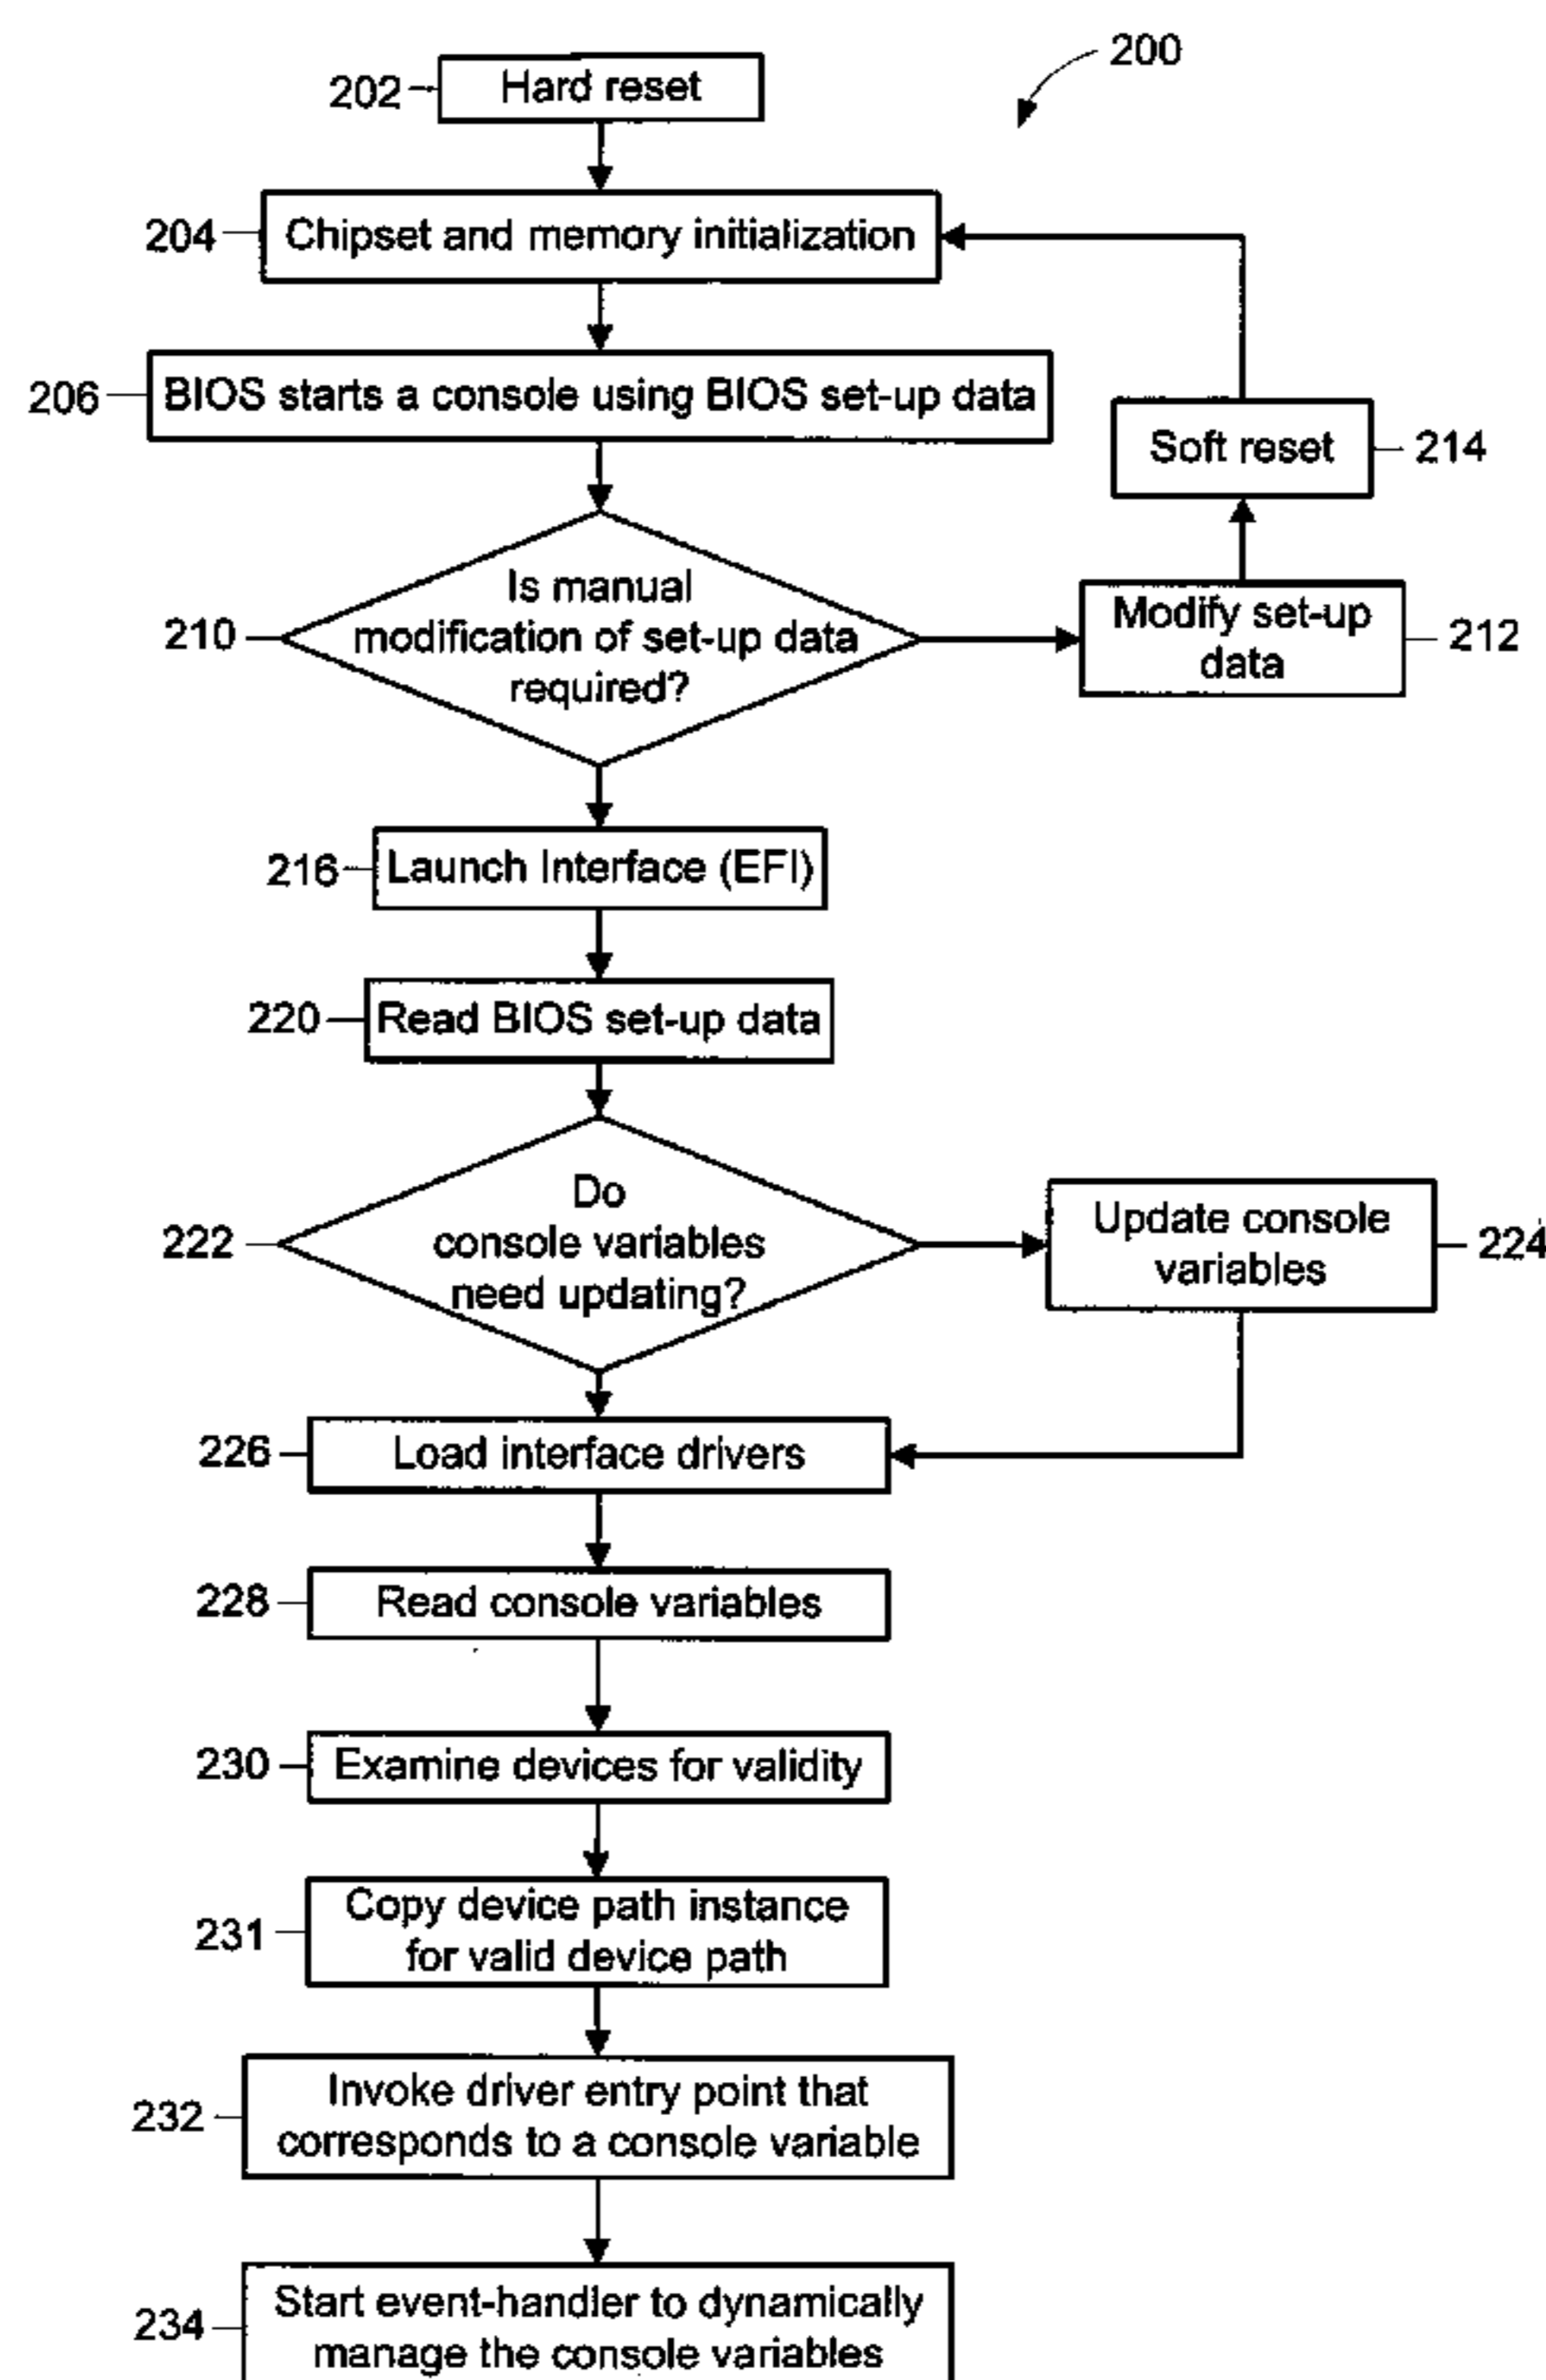 200
202
Hard reset
204
Chipset and memory initialization
206
BIOS starts a console using BIOS set-up data
Soft reset
214
210
Is manual
modification of set-up data
required?
Modify set-up
data
212
216
Launch Interface (EFI)
220
Read BIOS set-up data
222
Do
console variables
need updating?
Update console
variables
224
226
Load interface drivers
228
Read console variables
230
Examine devices for validity
231
Copy device path instance
for valid device path
232
Invoke driver entry point that
corresponds to a console variable
234
Start event-handler to dynamically
manage the console variables